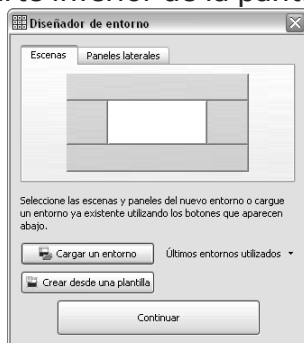 Diseñador de entorno
Escenas Paneles laterales
Seleccione las escenas y paneles del nuevo entorno o cargue
un entorno ya existente utilizando los botones que aparecen
abajo.
Cargar un entorno Últimos entornos utilizados
Crear desde una plantilla
Continuar